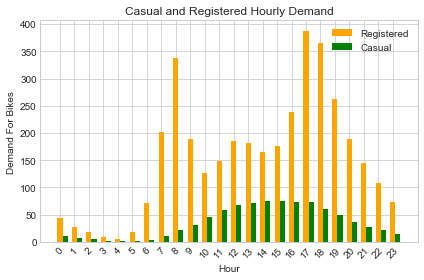 Casual and Registered Hourly Demand
Registered
Casual
Demand For Bikes
400
350
300
250
200
150
100
50
0
0 1 2 3 4 5 6 7 8 9 10 11 12 13 14 15 16 17 18 19 20 21 22 23
Hour